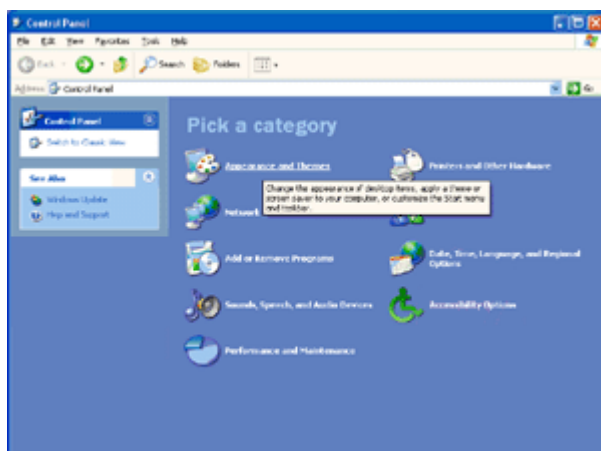 Control Panel
File Edit View Favorites Tools Help
Back Search Folders
Address Control Panel Go
Control Panel
Switch to Classic View
See Also
Windows Update
Help and Support
Pick a category
Appearance and Themes
Printers and Other Hardware
Change the appearance of desktop items, apply a theme or
screen saver to your computer, or customize the Start menu
and taskbar.
Network
Add or Remove Programs
Date, Time, Language, and Regional
Options
Sounds, Speech, and Audio Devices
Accessibility Options
Performance and Maintenance